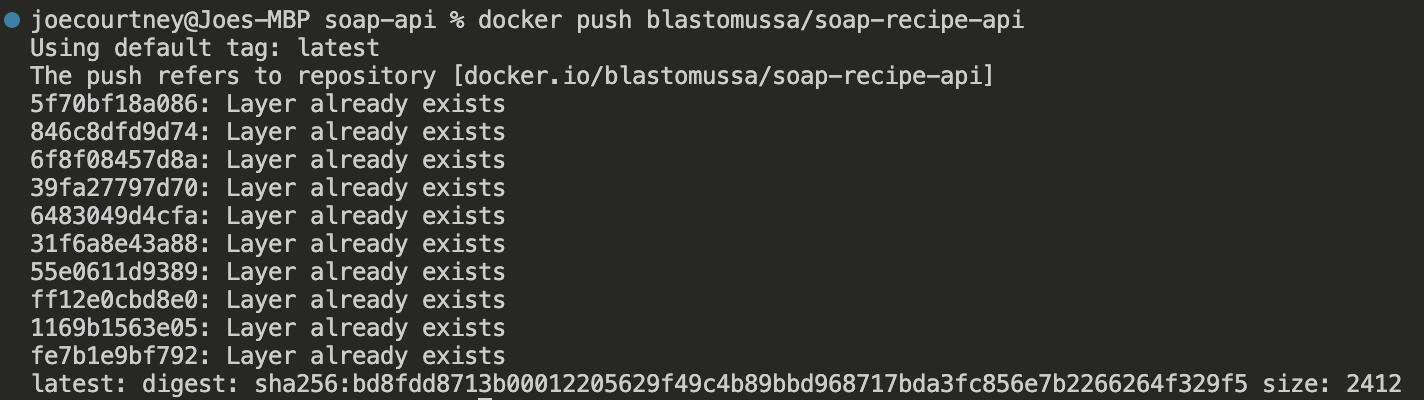 joecourtney@Joes-MBP soap-api % docker push blastomussa/soap-recipe-api
Using default tag: latest
The push refers to repository [docker.io/blastomussa/soap-recipe-api]
5f70bf18a086: Layer already exists
846c8dfd9d74: Layer already exists
6f8f08457d8a: Layer already exists
39fa27797d70: Layer already exists
6483049d4cfa: Layer already exists
31f6a8e43a88: Layer already exists
55e0611d9389: Layer already exists
ff12e0cbd8e0: Layer already exists
1169b1563e05: Layer already exists
fe7b1e9bf792: Layer already exists
latest: digest: sha256:bd8fdd8713b00012205629f49c4b89bbd968717bda3fc856e7b2266264f329f5 size: 2412